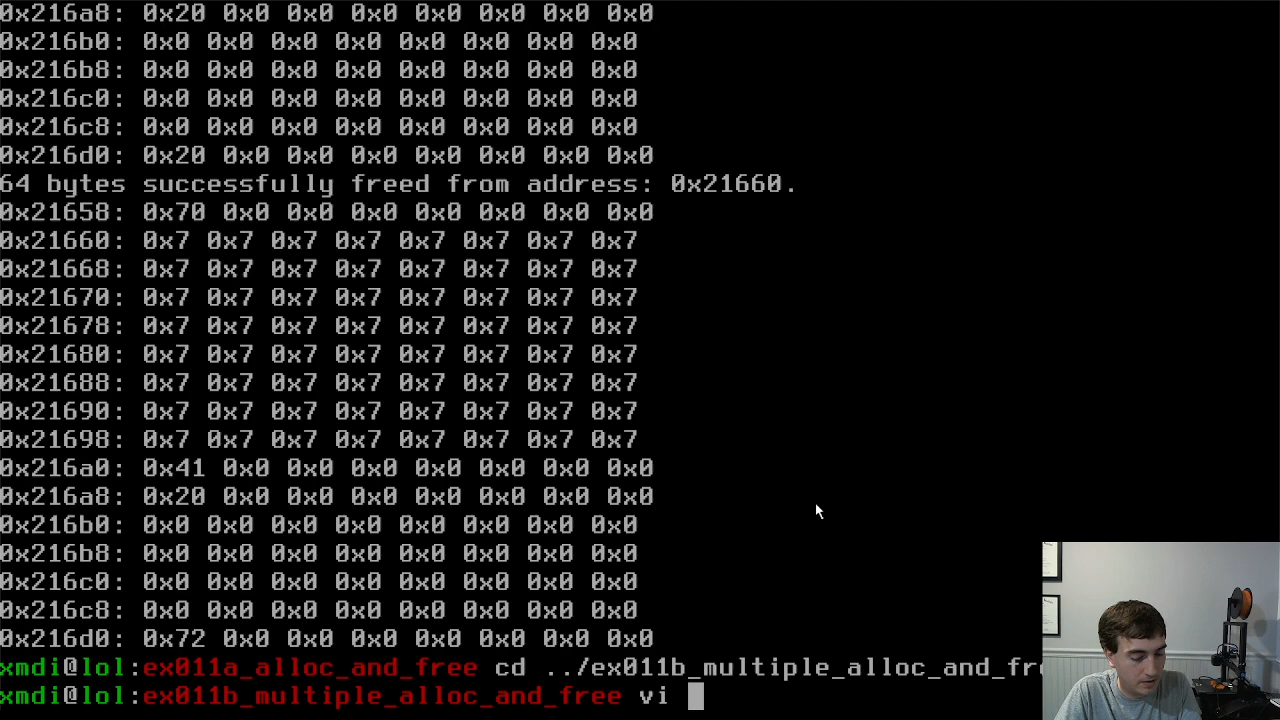 0x216a8: 0x20 0x0 0x0 0x0 0x0 0x0 0x0 0x0
0x216b0: 0x0 0x0 0x0 0x0 0x0 0x0 0x0 0x0
0x216b8: 0x0 0x0 0x0 0x0 0x0 0x0 0x0 0x0
0x216c0: 0x0 0x0 0x0 0x0 0x0 0x0 0x0 0x0
0x216c8: 0x0 0x0 0x0 0x0 0x0 0x0 0x0 0x0
0x216d0: 0x20 0x0 0x0 0x0 0x0 0x0 0x0 0x0
64 bytes successfully freed from address: 0x21660.
0x21658: 0x70 0x0 0x0 0x0 0x0 0x0 0x0 0x0
0x21660: 0x7 0x7 0x7 0x7 0x7 0x7 0x7 0x7
0x21668: 0x7 0x7 0x7 0x7 0x7 0x7 0x7 0x7
0x21670: 0x7 0x7 0x7 0x7 0x7 0x7 0x7 0x7
0x21678: 0x7 0x7 0x7 0x7 0x7 0x7 0x7 0x7
0x21680: 0x7 0x7 0x7 0x7 0x7 0x7 0x7 0x7
0x21688: 0x7 0x7 0x7 0x7 0x7 0x7 0x7 0x7
0x21690: 0x7 0x7 0x7 0x7 0x7 0x7 0x7 0x7
0x21698: 0x7 0x7 0x7 0x7 0x7 0x7 0x7 0x7
0x216a0: 0x41 0x0 0x0 0x0 0x0 0x0 0x0 0x0
0x216a8: 0x20 0x0 0x0 0x0 0x0 0x0 0x0 0x0
0x216b0: 0x0 0x0 0x0 0x0 0x0 0x0 0x0 0x0
0x216b8: 0x0 0x0 0x0 0x0 0x0 0x0 0x0 0x0
0x216c0: 0x0 0x0 0x0 0x0 0x0 0x0 0x0 0x0
0x216c8: 0x0 0x0 0x0 0x0 0x0 0x0 0x0 0x0
0x216d0: 0x72 0x0 0x0 0x0 0x0 0x0 0x0 0x0
xmdi@lol:ex011a_alloc_and_free cd ../ex011b_multiple_alloc_and_fr
xmdi@lol:ex011b_multiple_alloc_and_free vi